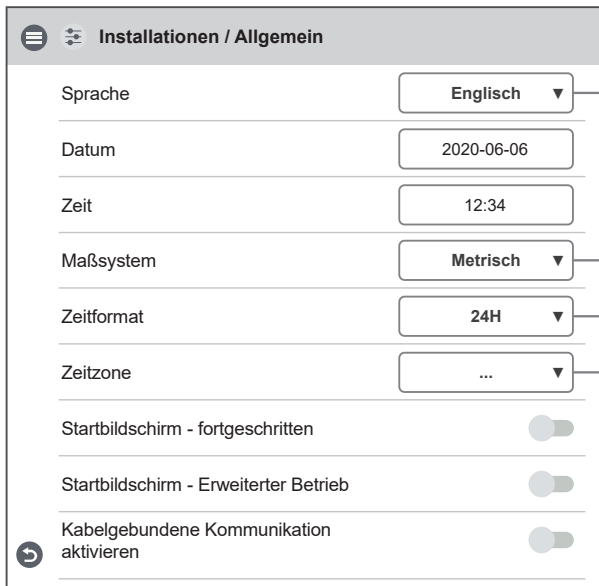 Installationen / Allgemein
Sprache
Englisch ▼
Datum
2020-06-06
Zeit
12:34
Maßsystem
Metrisch ▼
Zeitformat
24H ▼
Zeitzone
... ▼
Startbildschirm - fortgeschritten
Startbildschirm - Erweiterter Betrieb
Kabelgebundene Kommunikation
aktivieren